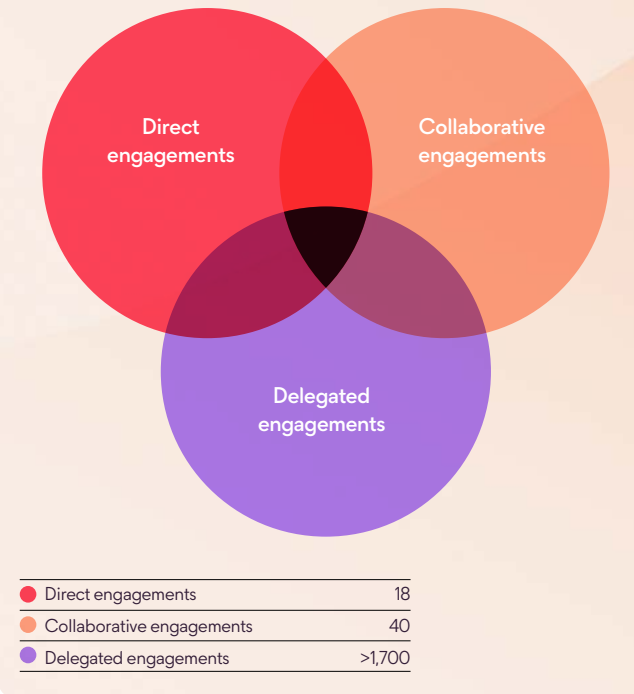 Direct
engagements
Collaborative
engagements
Delegated
engagements
Direct engagements 18
Collaborative engagements 40
Delegated engagements >1,700